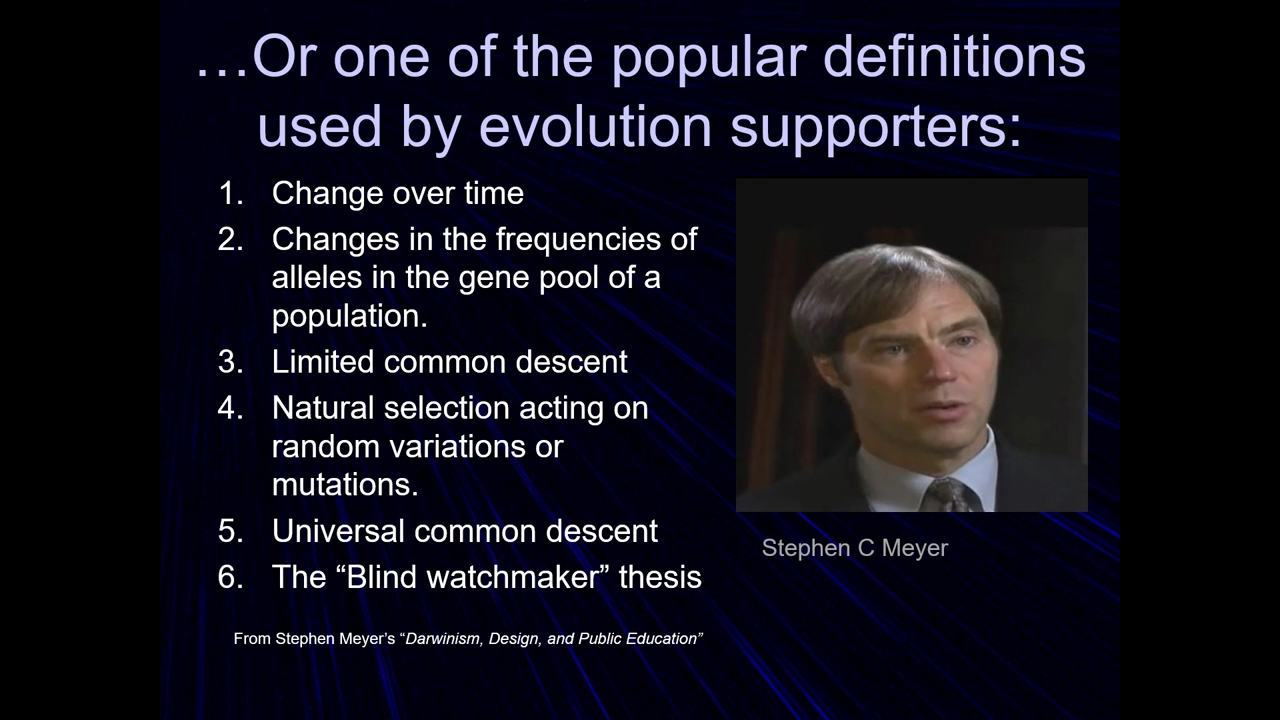 …Or one of the popular definitions
used by evolution supporters:
1. Change over time
2. Changes in the frequencies of
alleles in the gene pool of a
population.
3. Limited common descent
4. Natural selection acting on
random variations or
mutations.
5. Universal common descent
6. The “Blind watchmaker” thesis
Stephen C Meyer
From Stephen Meyer’s “Darwinism, Design, and Public Education”